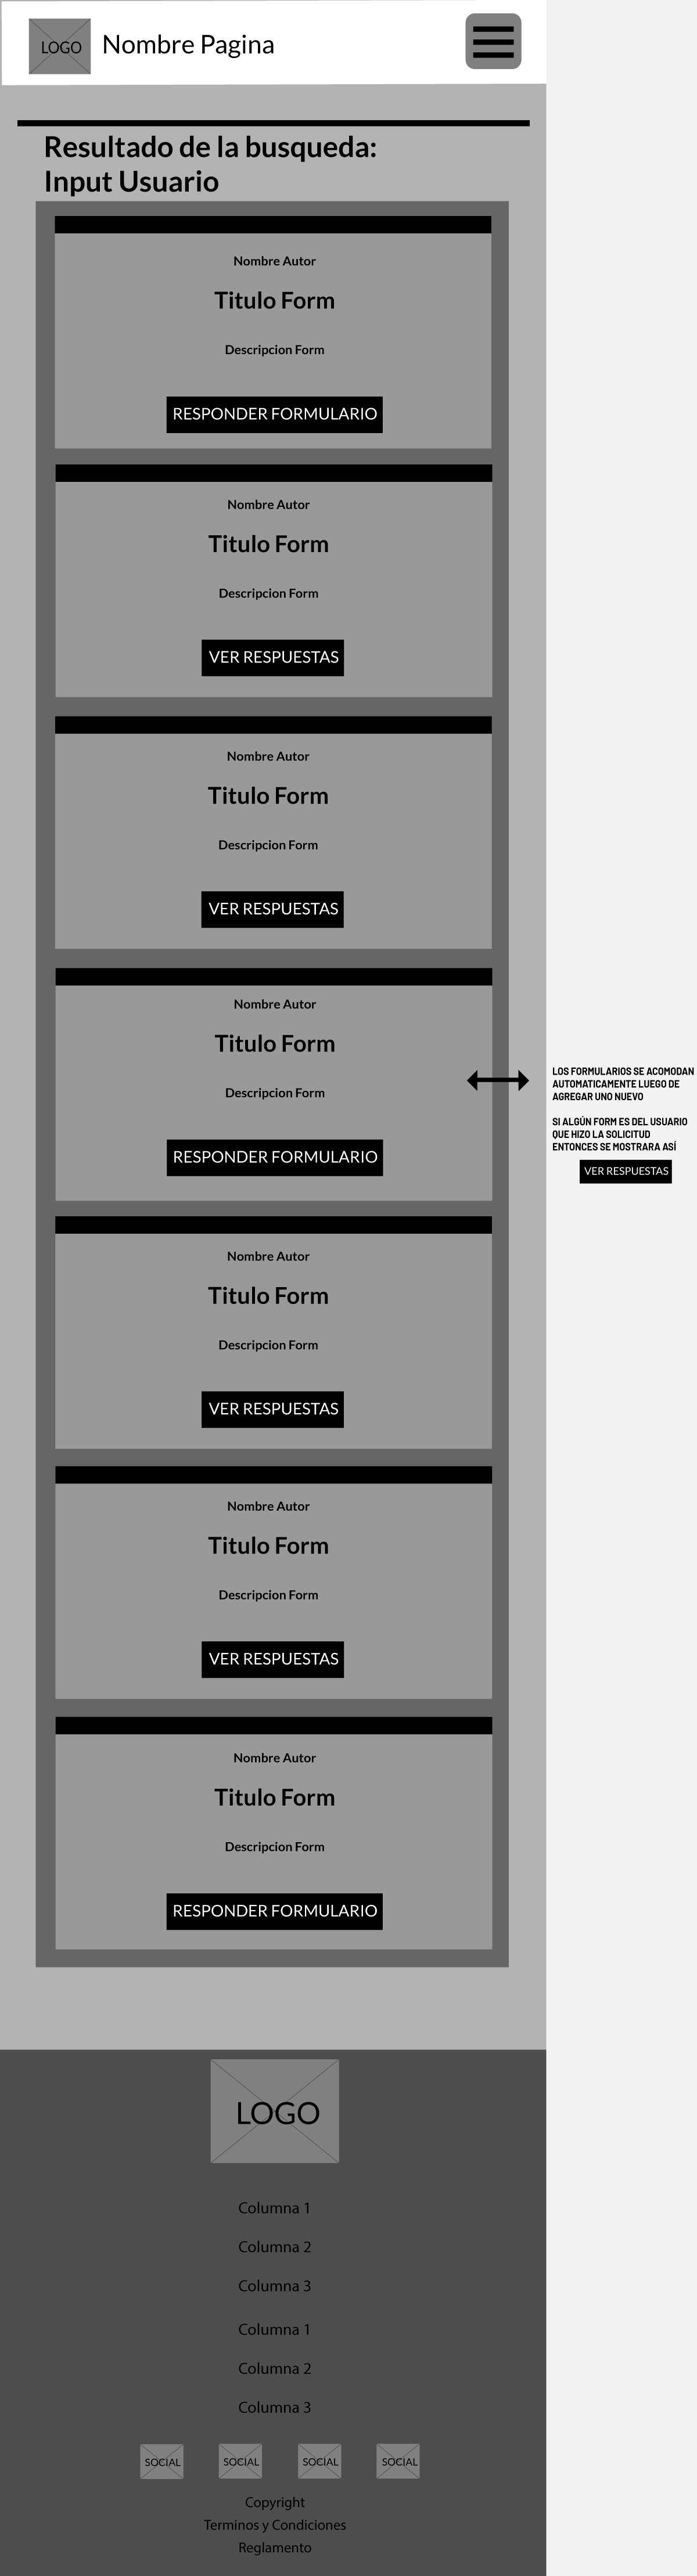 LOGO
Nombre Pagina
Resultado de la busqueda:
Input Usuario
Nombre Autor
Titulo Form
Descripcion Form
RESPONDER FORMULARIO
Nombre Autor
Titulo Form
Descripcion Form
VER RESPUESTAS
Nombre Autor
Titulo Form
Descripcion Form
VER RESPUESTAS
Nombre Autor
Titulo Form
Descripcion Form
RESPONDER FORMULARIO
LOS FORMULARIOS SE ACOMODAN
AUTOMATICAMENTE LUEGO DE
AGREGAR UNO NUEVO
SI ALGÚN FORM ES DEL USUARIO
QUE HIZO LA SOLICITUD
ENTONCES SE MOSTRARA ASÍ
VER RESPUESTAS
Nombre Autor
Titulo Form
Descripcion Form
VER RESPUESTAS
Nombre Autor
Titulo Form
Descripcion Form
VER RESPUESTAS
Nombre Autor
Titulo Form
Descripcion Form
RESPONDER FORMULARIO
LOGO
Columna 1
Columna 2
Columna 3
Columna 1
Columna 2
Columna 3
SOCIAL SOCIAL SOCIAL SOCIAL
Copyright
Terminos y Condiciones
Reglamento